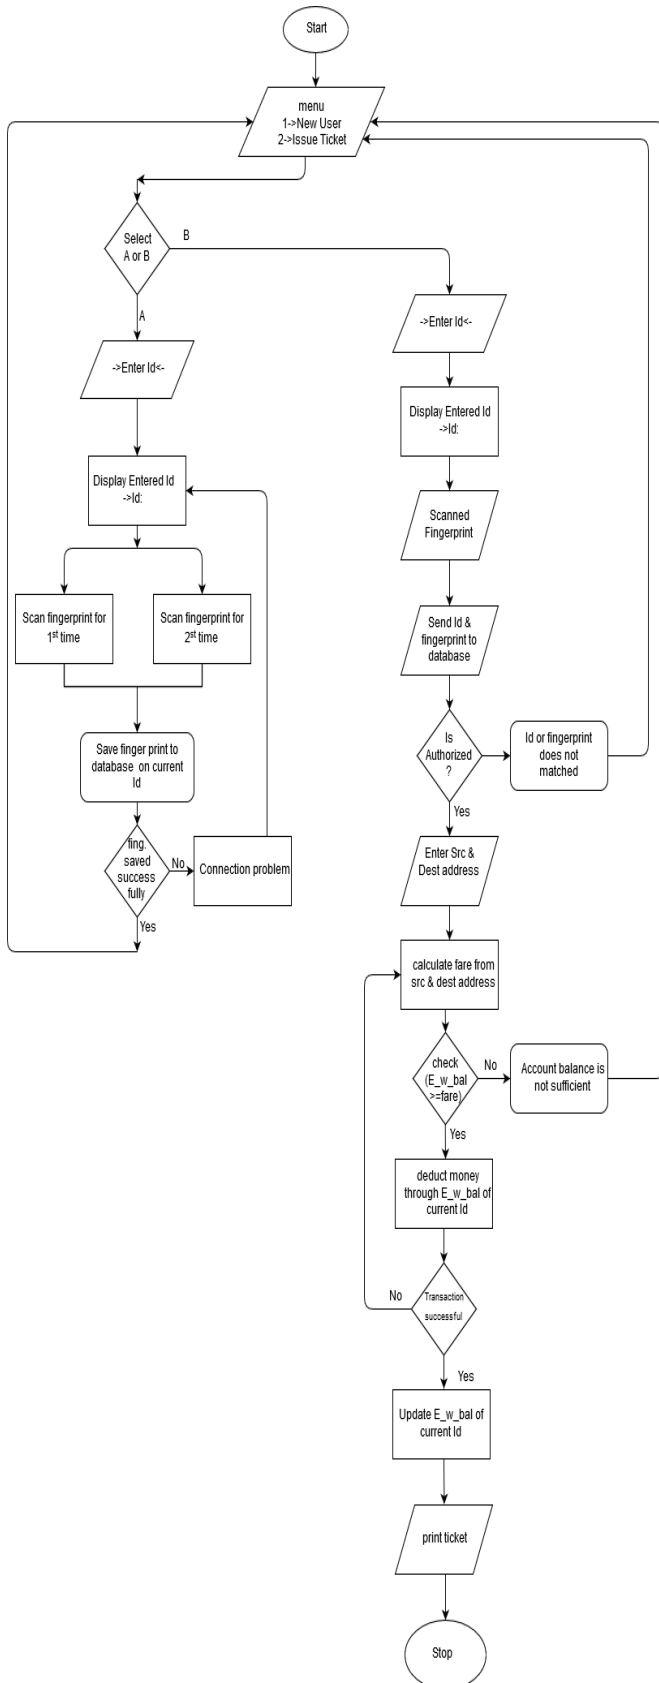 Start
menu
1->New User
2->Issue Ticket
Select
A or B
B
A
->Enter Id<-
->Enter Id<-
Display Entered Id
->Id:
Display Entered Id
->Id:
Scanned
Fingerprint
Scan fingerprint for
1st time
Scan fingerprint for
2st time
Send Id &
fingerprint to
database
Save finger print to
database on current
Id
Is
Authorized
?
Id or fingerprint
does not
matched
Yes
fing.
saved
success
fully
No
Connection problem
Yes
Enter Src &
Dest address
calculate fare from
src & dest address
check
(E_w_bal
>=fare)
No
Account balance is
not sufficient
Yes
deduct money
through E_w_bal of
current Id
No
Transaction
successful
Yes
Update E_w_bal of
current Id
print ticket
Stop